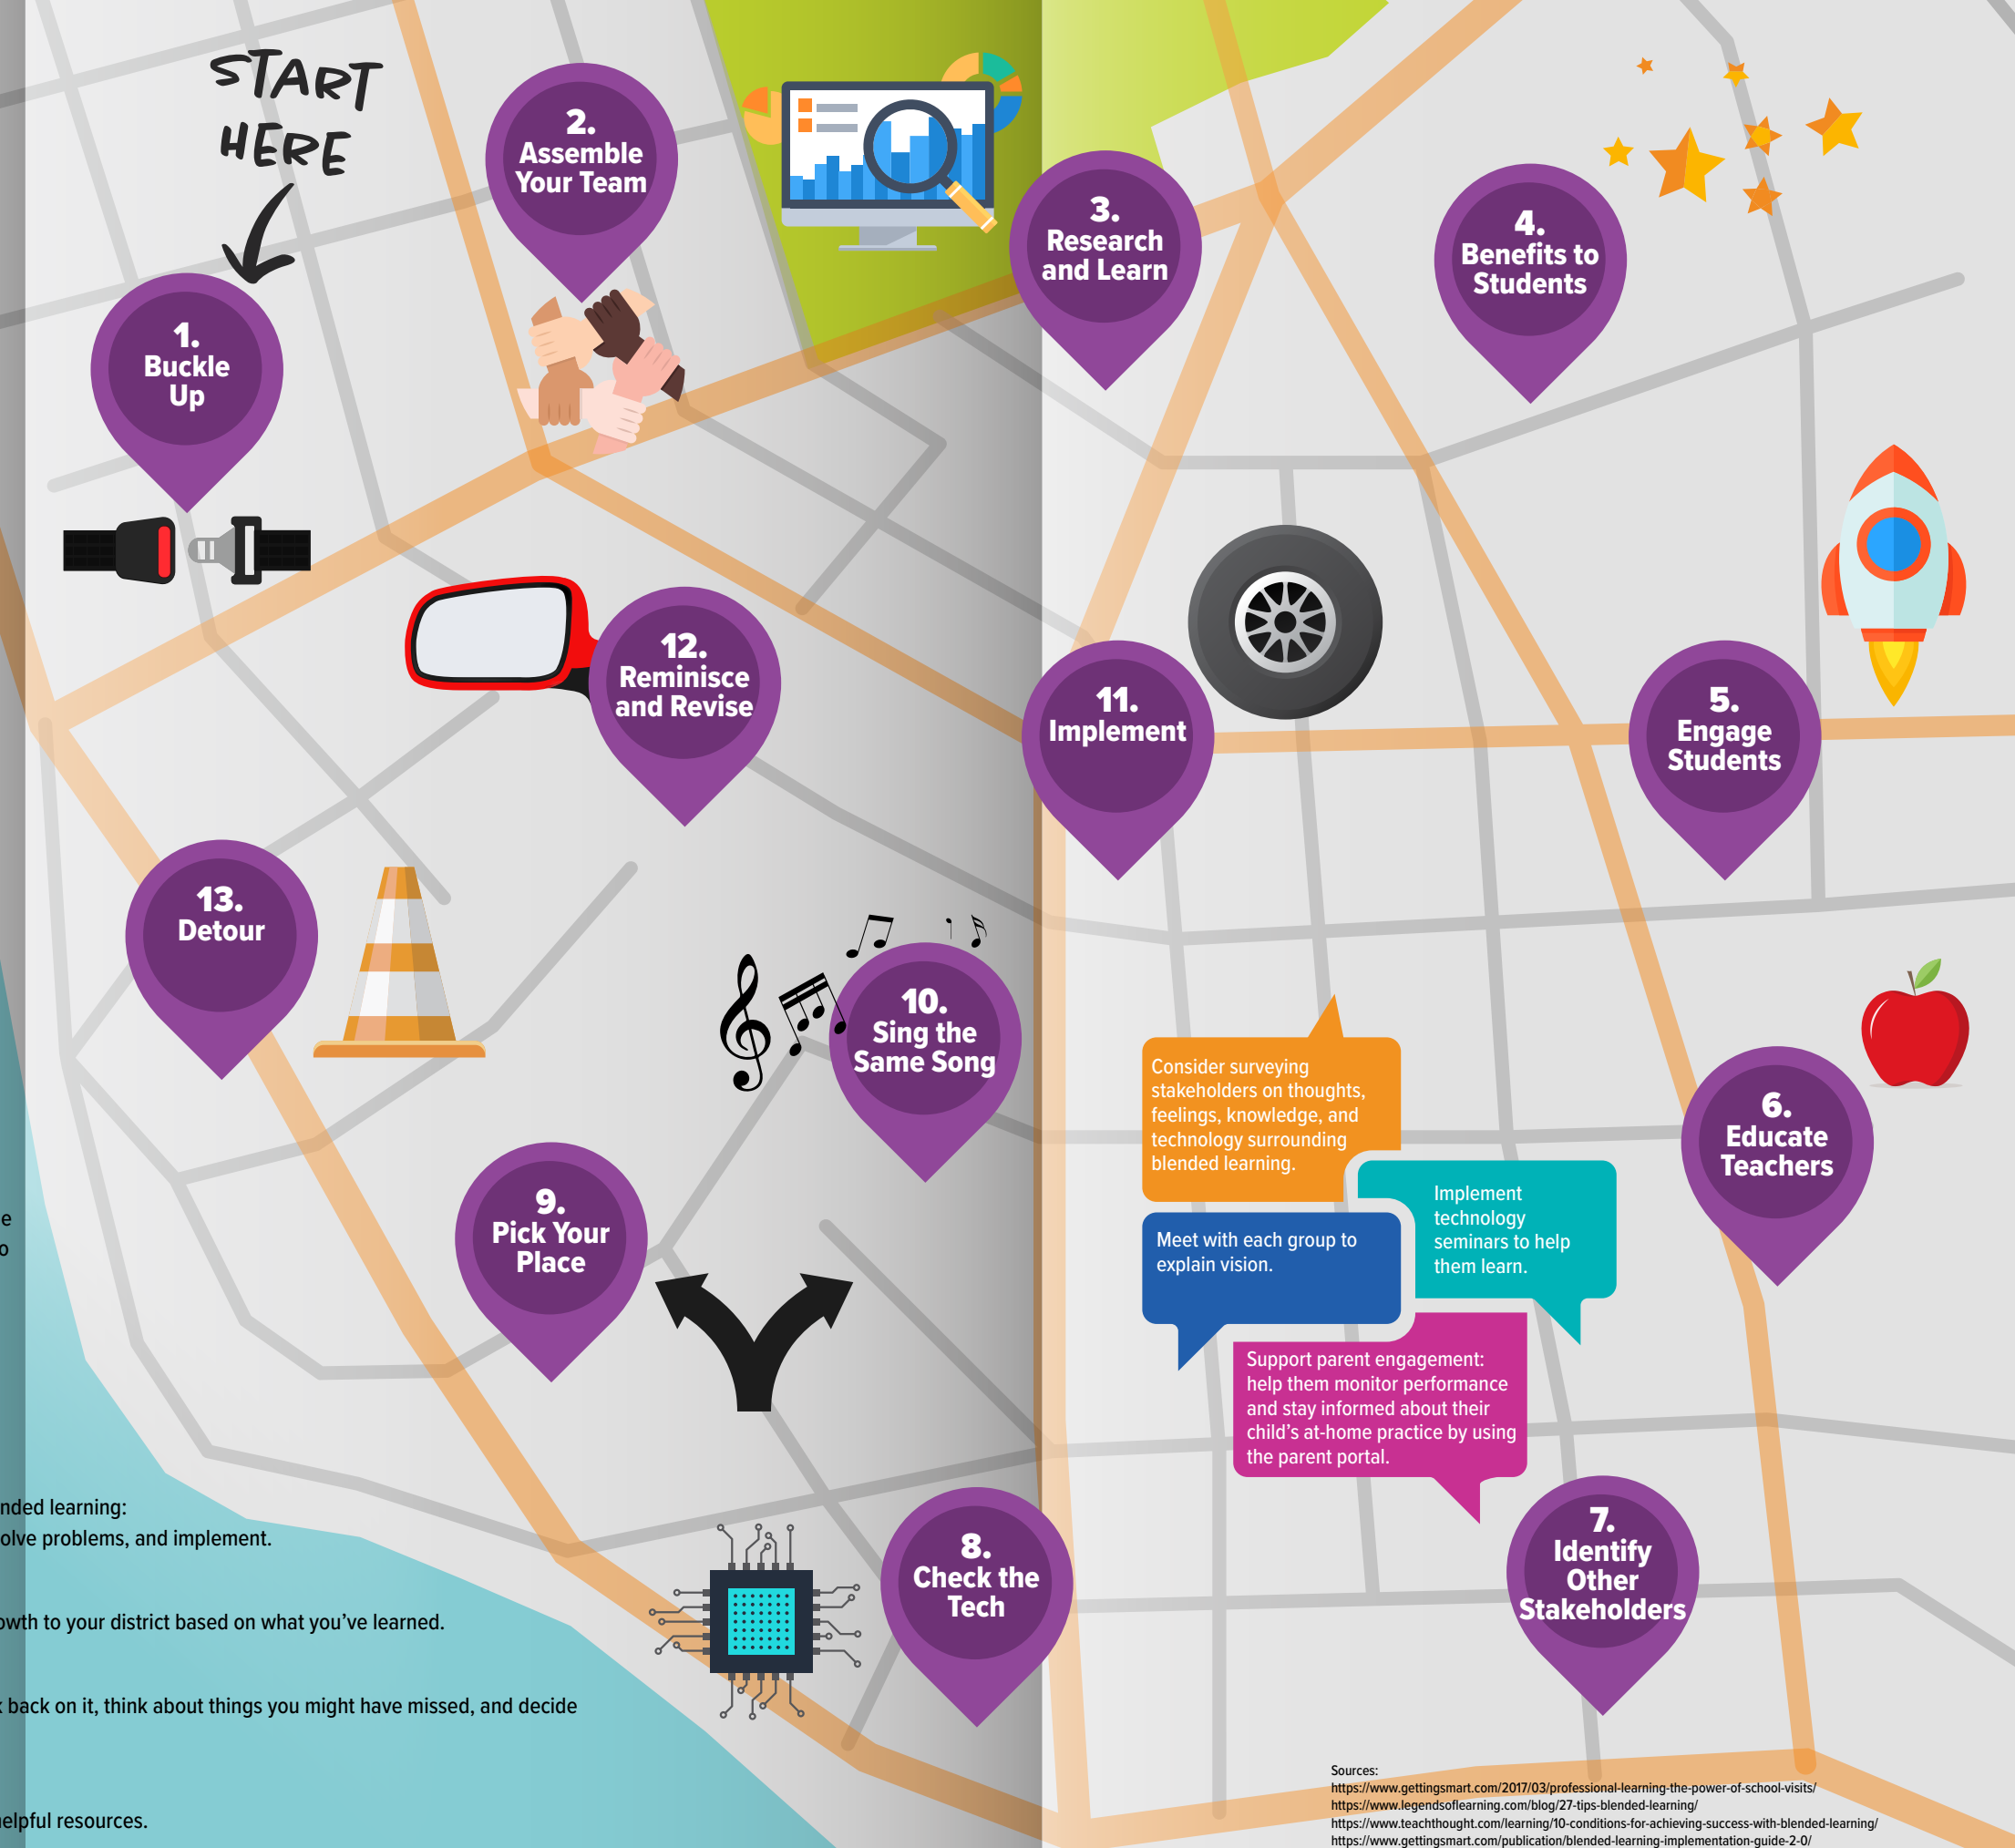 START
HERE
1.
Buckle
Up
2.
Assemble
Your Team
3.
Research
and Learn
4.
Benefits to
Students
5.
Engage
Students
6.
Educate
Teachers
Consider surveying
stakeholders on thoughts,
feelings, knowledge, and
technology surrounding
blended learning.
Implement
technology
seminars to help
them learn.
Meet with each group to
explain vision.
Support parent engagement:
help them monitor performance
and stay informed about their
child's at-home practice by using
the parent portal.
7.
Identify
Other
Stakeholders
8.
Check the
Tech
9.
Pick Your
Place
10.
Sing the
Same Song
11.
Implement
12.
Reminisce
and Revise
13.
Detour
learning:
problems, and implement.
to your district based on what you've learned.
back on it, think about things you might have missed, and decide
resources.
Sources:
https://www.gettingsmart.com/2017/03/professional-learning-the-power-of-school-visits/
https://www.legendsoflearning.com/blog/27-tips-blended-learning/
https://www.teachthought.com/learning/10-conditions-for-achieving-success-with-blended-learning/
https://www.gettingsmart.com/publication/blended-learning-implementation-guide-2-0/